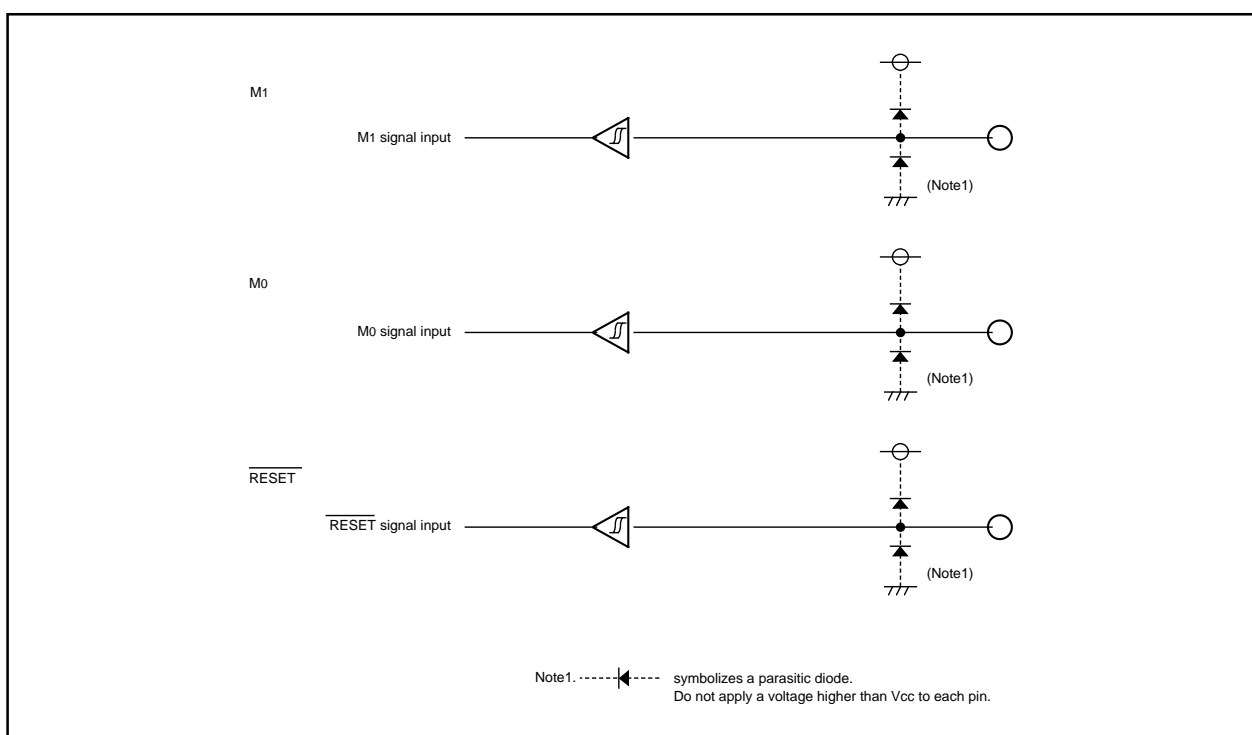 M1
M1 signal input
(Note1)
M0
M0 signal input
(Note1)
RESET
RESET signal input
(Note1)
Note1. symbolizes a parasitic diode.
Do not apply a voltage higher than Vcc to each pin.